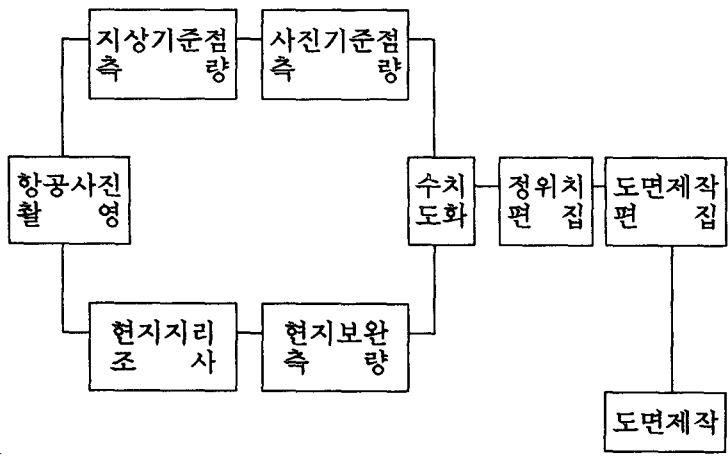 지상기준점
측 량
사진기준점
측 량
항공사진
촬 영
수치
도화
정위치
편 집
도면제작
편 집
현지지리
조 사
현지보완
측 량
도면제작